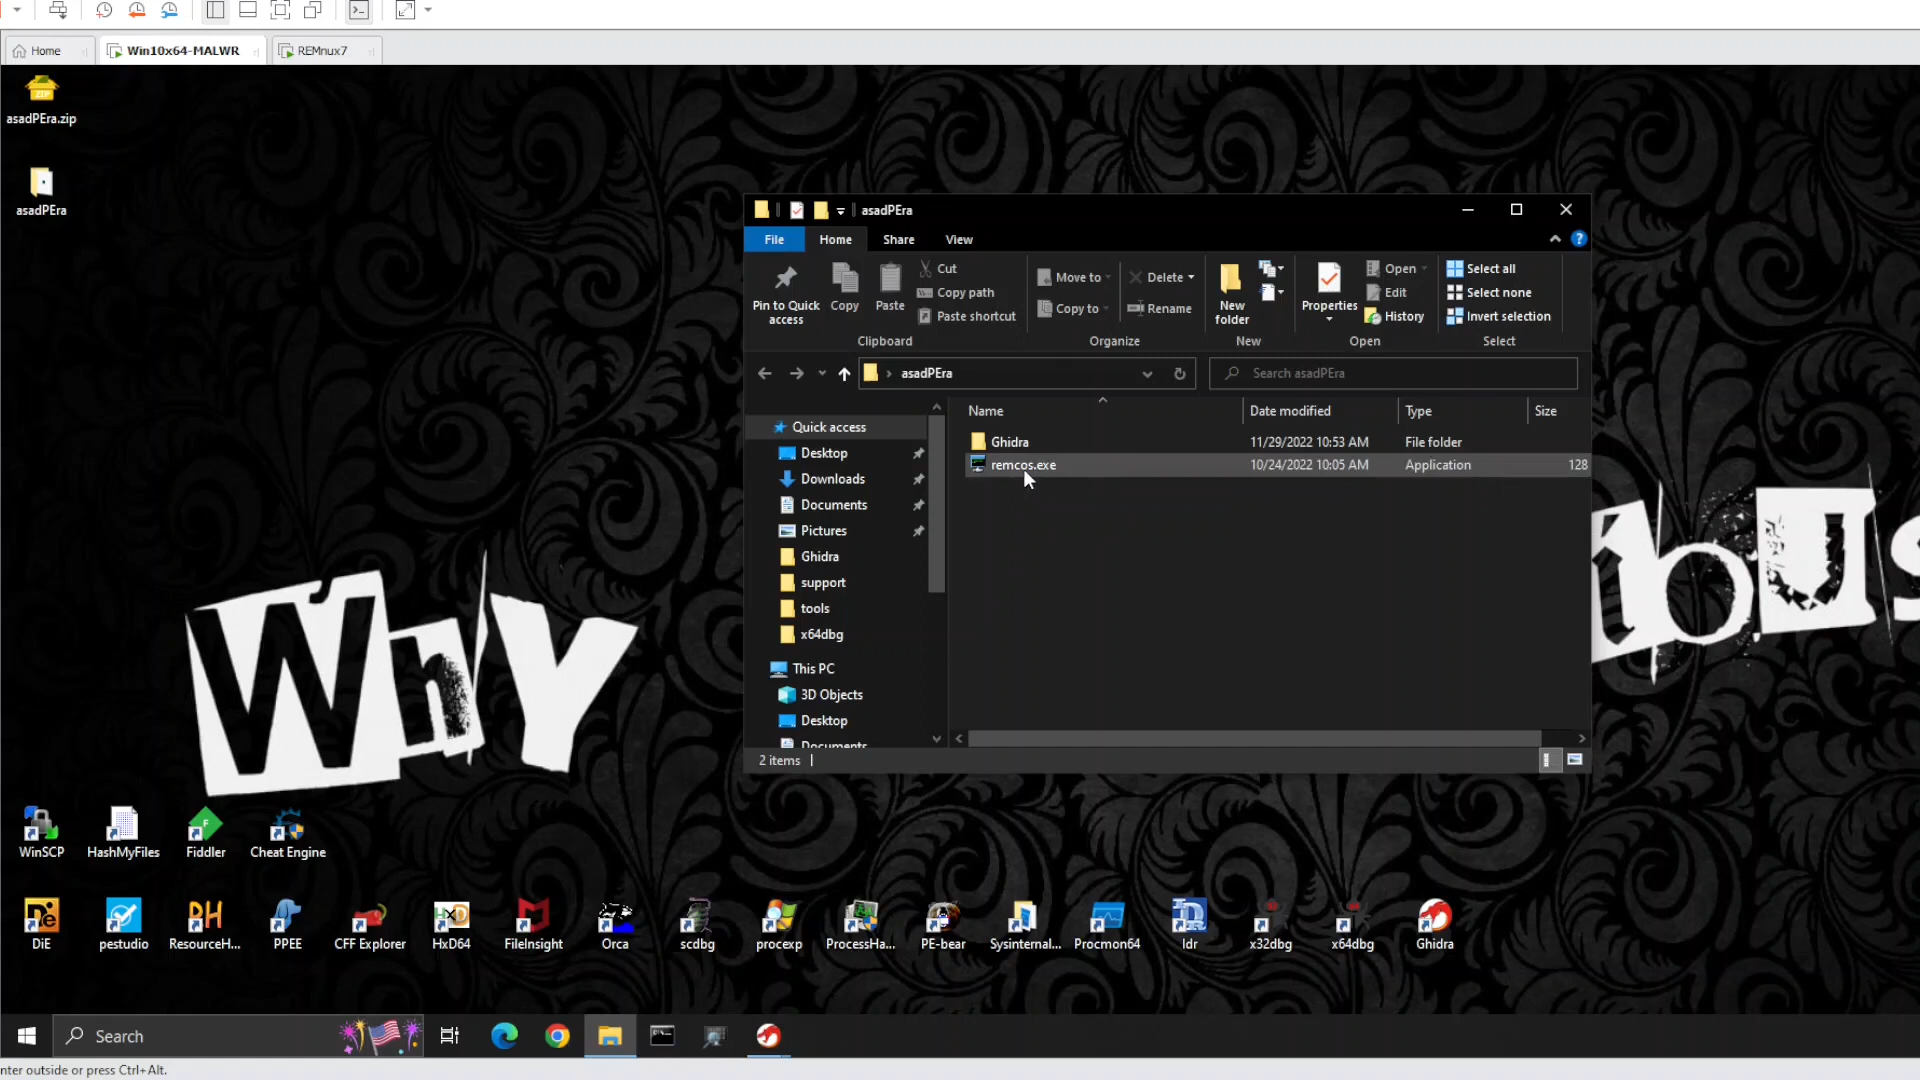 Home
Win10x64-MALWR
REMnux7
asadPEra.zip
asadPEra
asadPEra
File
Home
Share
View
Pin to Quick access
Copy
Paste
Cut
Copy path
Paste shortcut
Move to
Copy to
Delete
Rename
New folder
Properties
Open
Edit
History
Select all
Select none
Invert selection
Clipboard
Organize
New
Open
Select
asadPEra
Search asadPEra
Name
Date modified
Type
Size
Quick access
Desktop
Downloads
Documents
Pictures
Ghidra
support
tools
x64dbg
This PC
3D Objects
Desktop
Documents
Ghidra
11/29/2022 10:53 AM
File folder
remcos.exe
10/24/2022 10:05 AM
Application
128
2 items
Why
WinSCP
HashMyFiles
Fiddler
Cheat Engine
DiE
pestudio
ResourceH...
PPEE
CFF Explorer
HxD64
FileInsight
Orca
scdbg
procexp
ProcessHa...
PE-bear
Sysinternal...
Procmon64
Idr
x32dbg
x64dbg
Ghidra
Search
nter outside or press Ctrl+Alt.